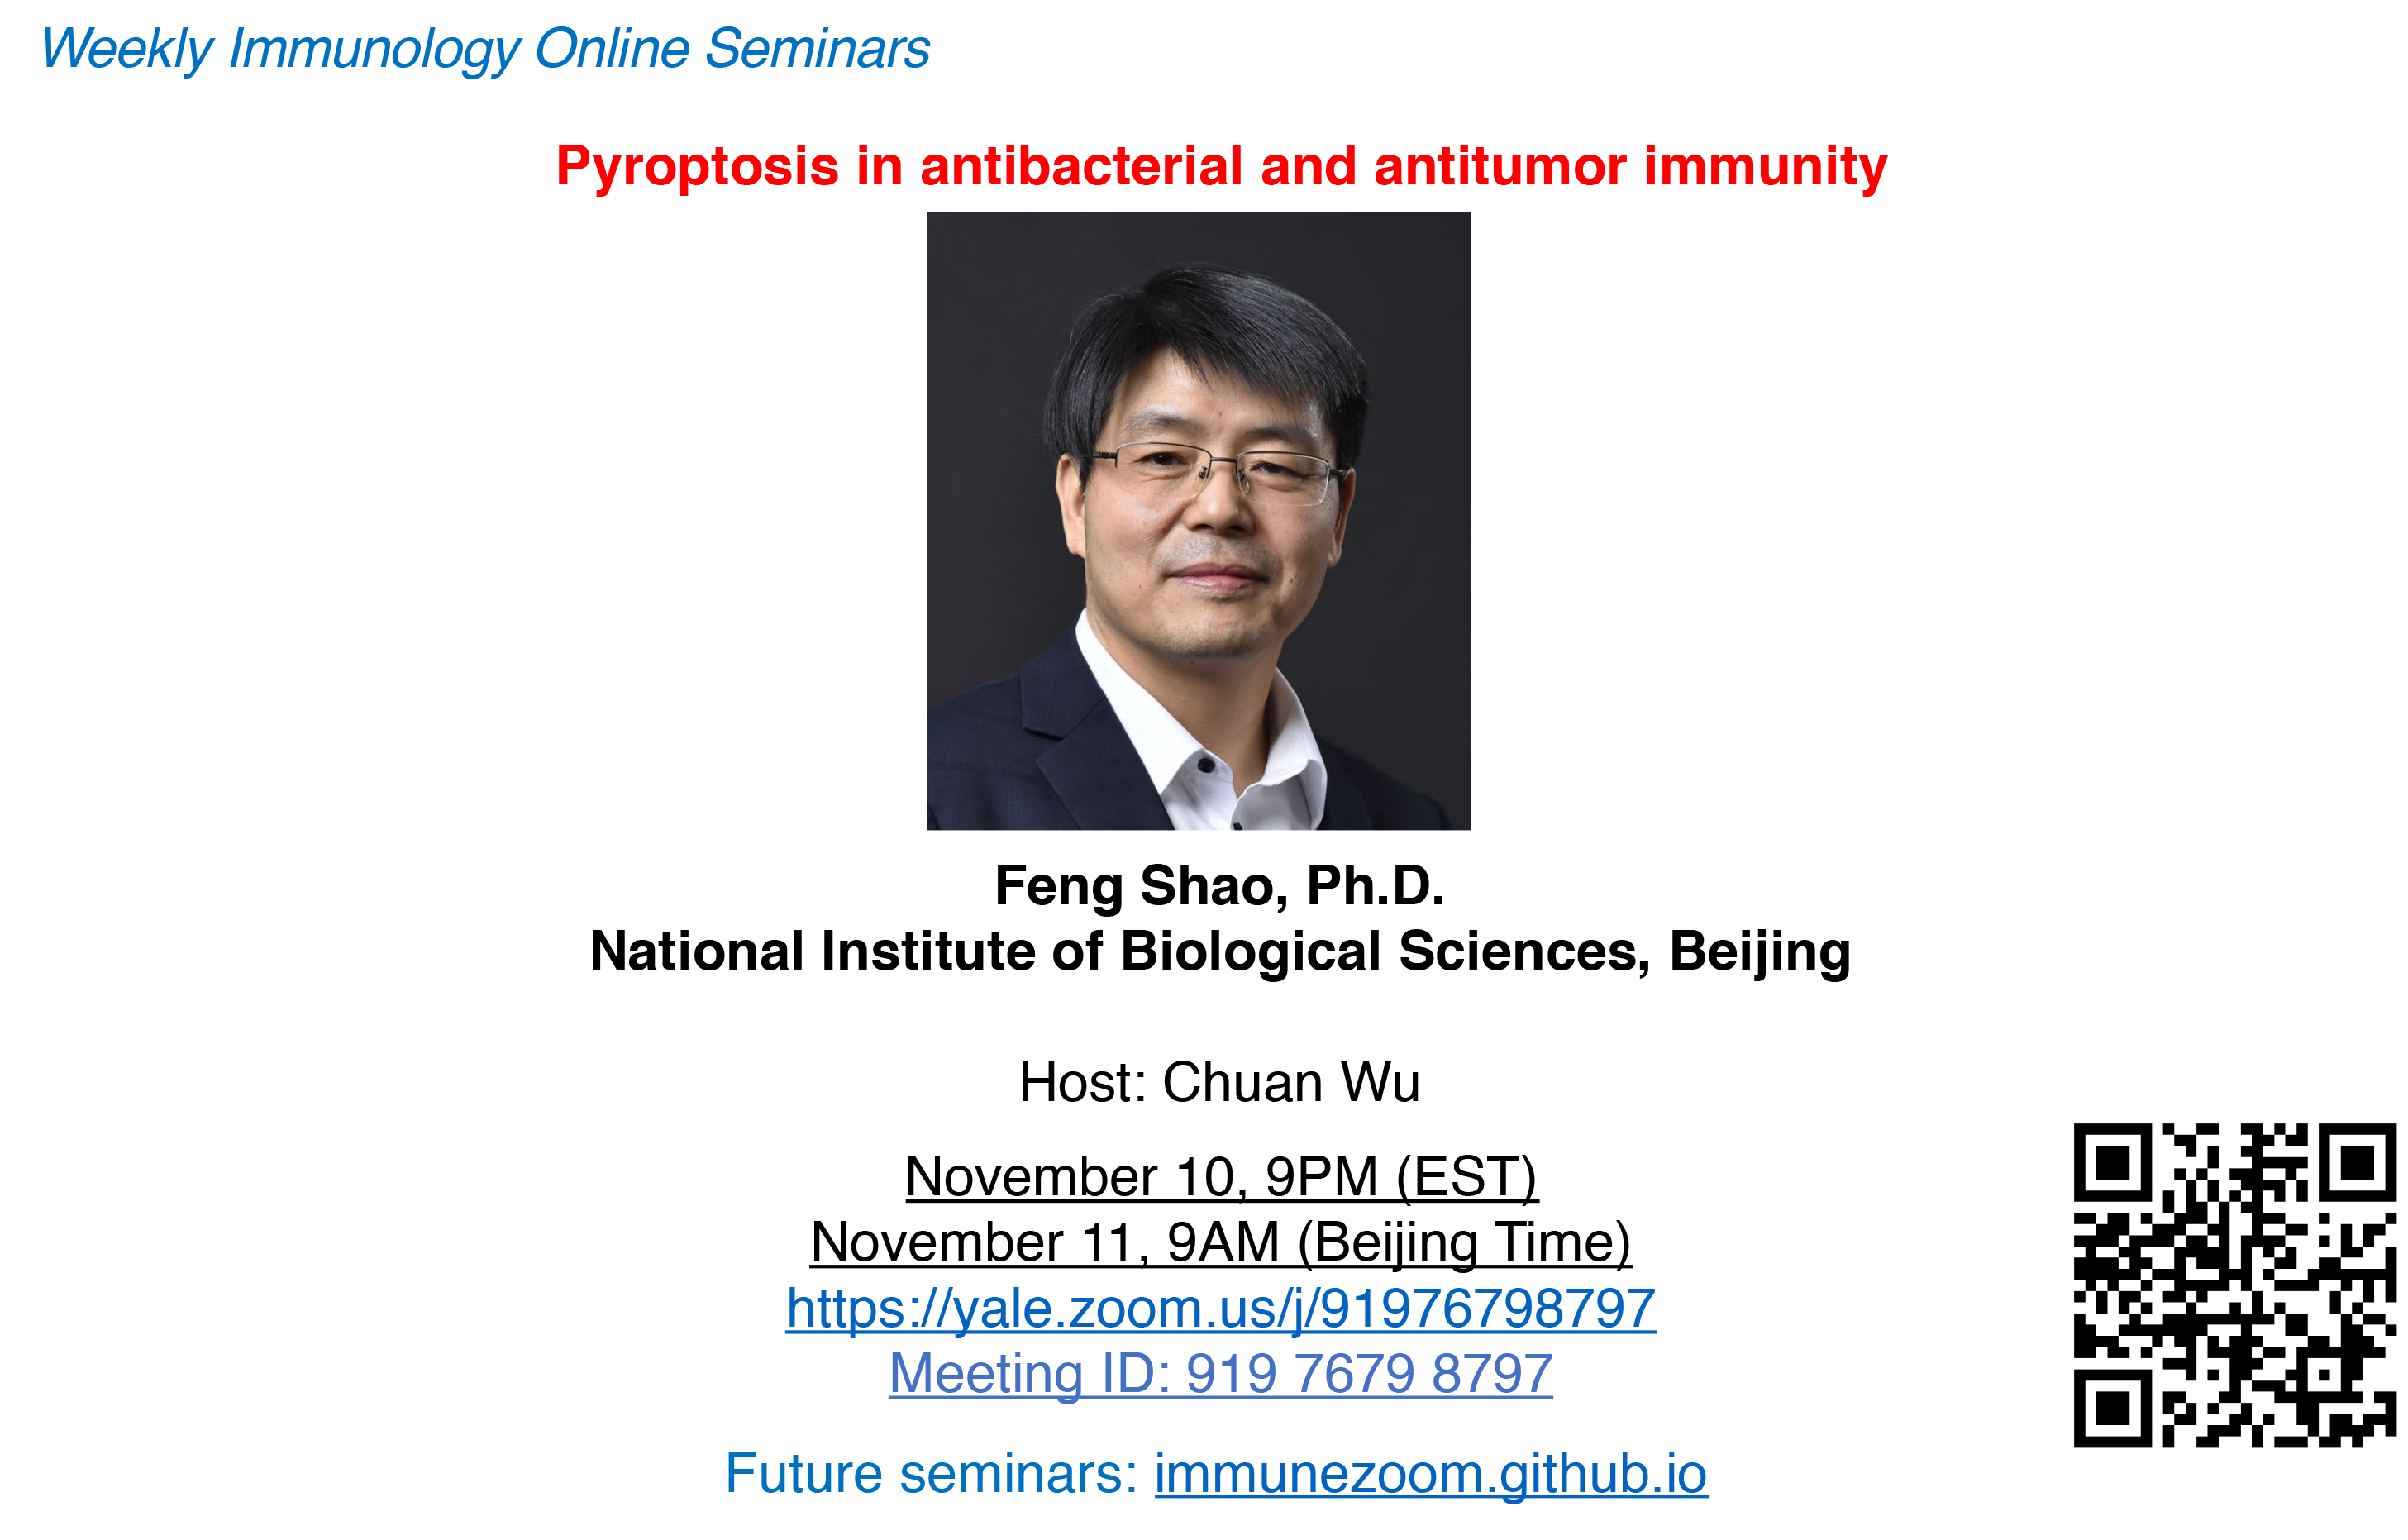 Weekly Immunology Online Seminars
Pyroptosis in antibacterial and antitumor immunity
Feng Shao, Ph.D.
National Institute of Biological Sciences, Beijing
Host: Chuan Wu
November 10, 9PM (EST)
November 11, 9AM (Beijing Time)
https://yale.zoom.us/j/91976798797
Meeting ID: 919 7679 8797
Future seminars: immunezoom.github.io